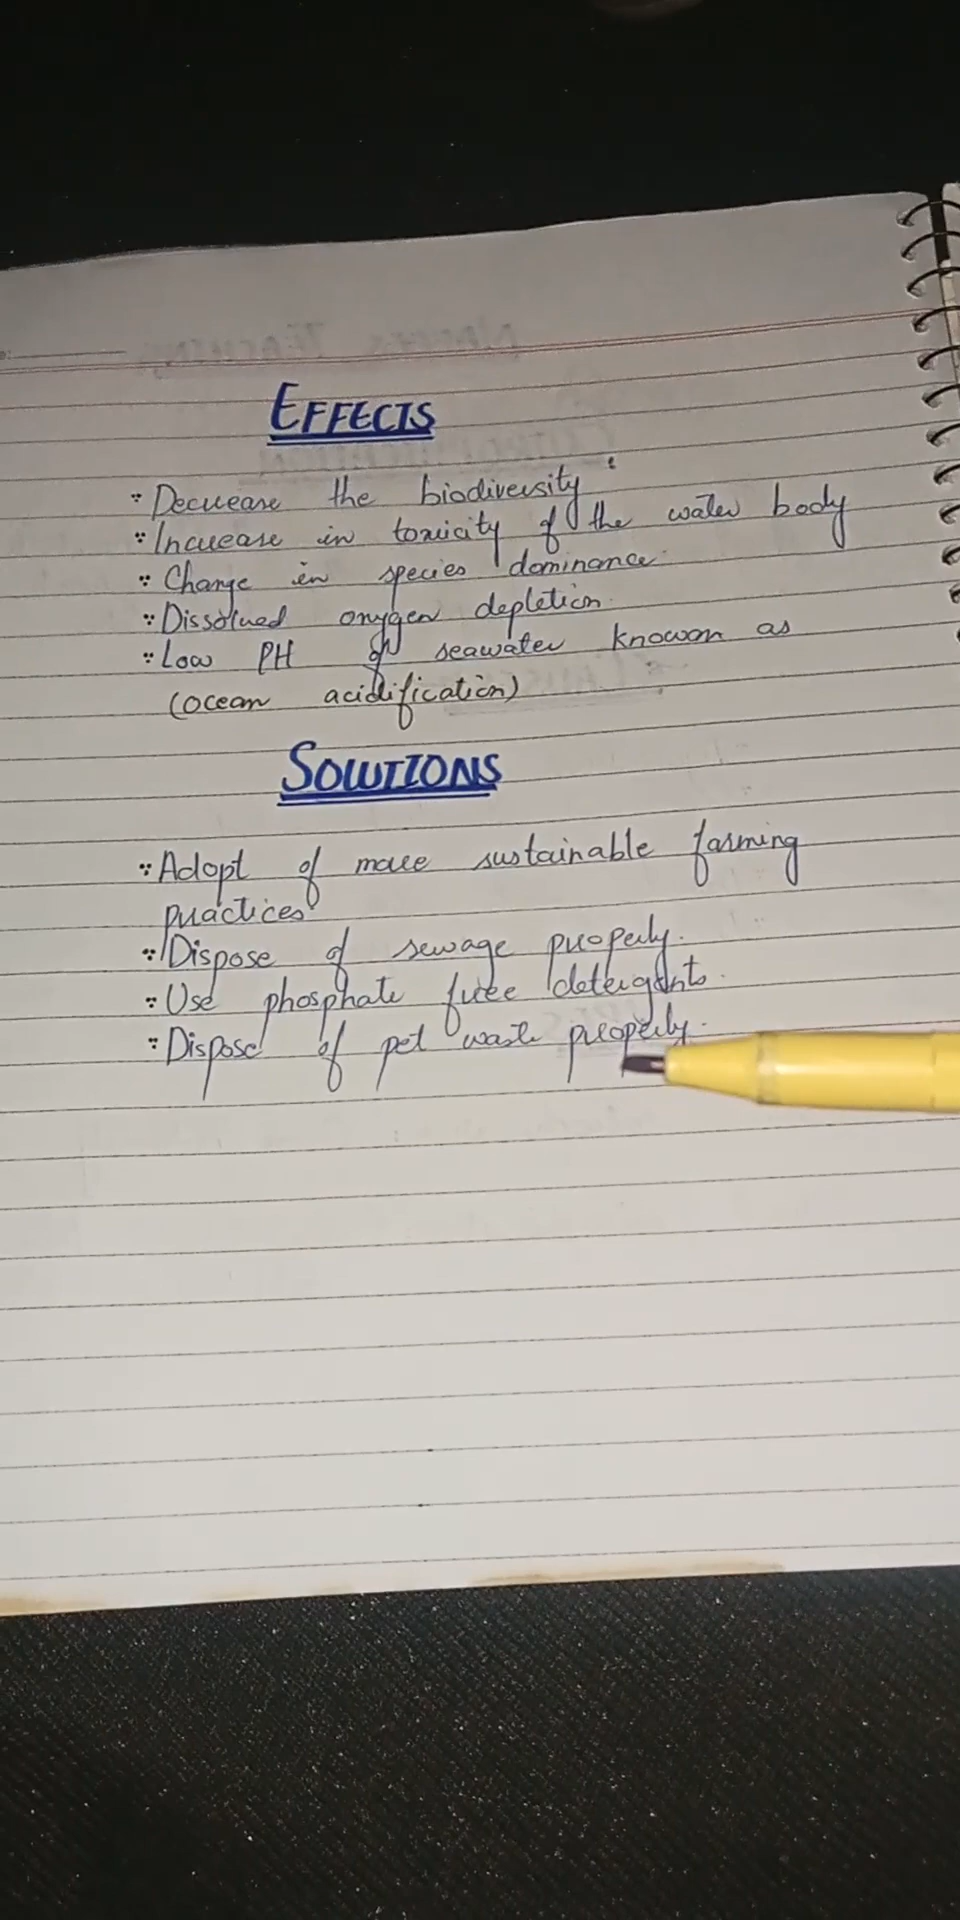 EFFECTS
Decrease the biodiversity
Increase in toxicity of the water body
Change in species dominance.
Dissolved oxygen depletion.
Low PH of seawater knowon as
(ocean acidification)
SOLUTIONS
Adopt of more sustainable farming
practices
Dispose of sewage properly.
Use phosphate free detergants.
Dispose of pet waste properly.